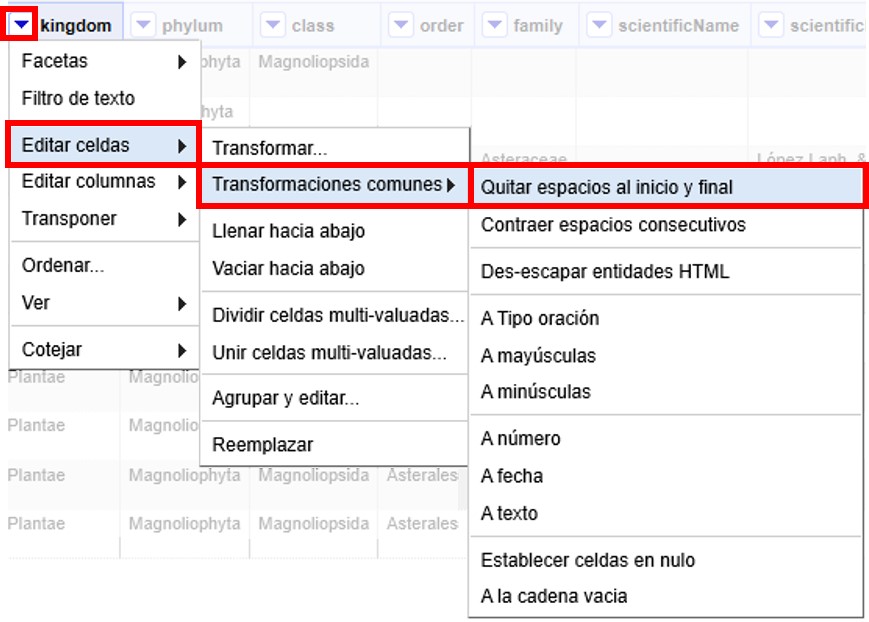 kingdom phylum class order family scientificName scientific
Facetas
Magnoliopsida
Filtro de texto
Editar celdas
Transformar...
Asteraceae
Editar columnas
Transformaciones comunes
Quitar espacios al inicio y final
Transponer
Llenar hacia abajo
Contraer espacios consecutivos
Ordenar...
Vaciar hacia abajo
Des-escapar entidades HTML
Ver
Dividir celdas multi-valuadas...
A Tipo oración
Cotejar
Unir celdas multi-valuadas...
A mayúsculas
Plantae Magnolio
Agrupar y editar...
A minúsculas
Plantae Magnolio
Reemplazar
A número
Plantae Magnoliophyta Magnoliopsida Asterales
A fecha
A texto
Plantae Magnoliophyta Magnoliopsida Asterales
Establecer celdas en nulo
A la cadena vacia